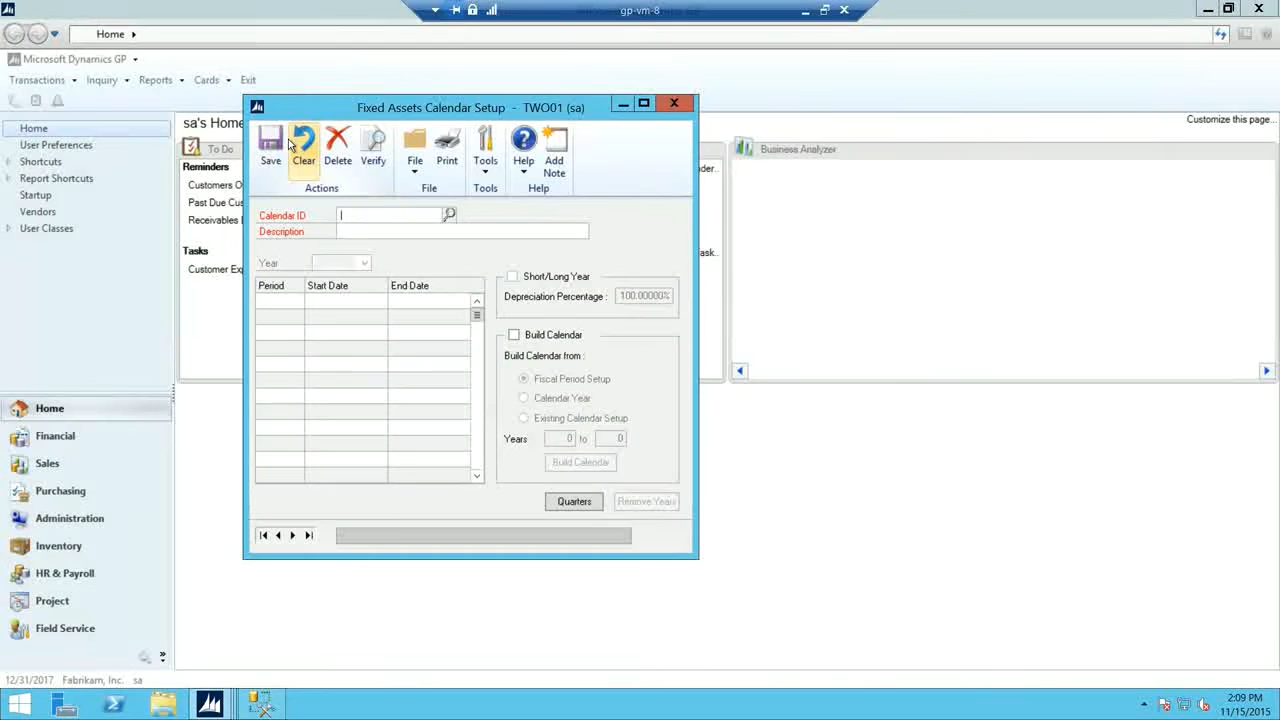 gp-vm-8
Home
Microsoft Dynamics GP
Transactions Inquiry Reports Cards Exit
Home
User Preferences
Shortcuts
Report Shortcuts
Startup
Vendors
User Classes
sa's Hom
Customize this page...
To Do
Reminders
Customers O
Past Due Cus
Receivables
Tasks
Customer Exp
Business Analyzer
der..
ask..
Fixed Assets Calendar Setup - TWO01 (sa)
Save Clear Delete Verify File Print Tools Help Add Note
Actions File Tools Help
Calendar ID
Description
Year
Period Start Date End Date
Short/Long Year
Depreciation Percentage : 100.00000%
Build Calendar
Build Calendar from :
Fiscal Period Setup
Calendar Year
Existing Calendar Setup
Years 0 to 0
Build Calendar
Quarters Remove Years
Home
Financial
Sales
Purchasing
Administration
Inventory
HR & Payroll
Project
Field Service
12/31/2017 Fabrikam, Inc. sa
2:09 PM
11/15/2015